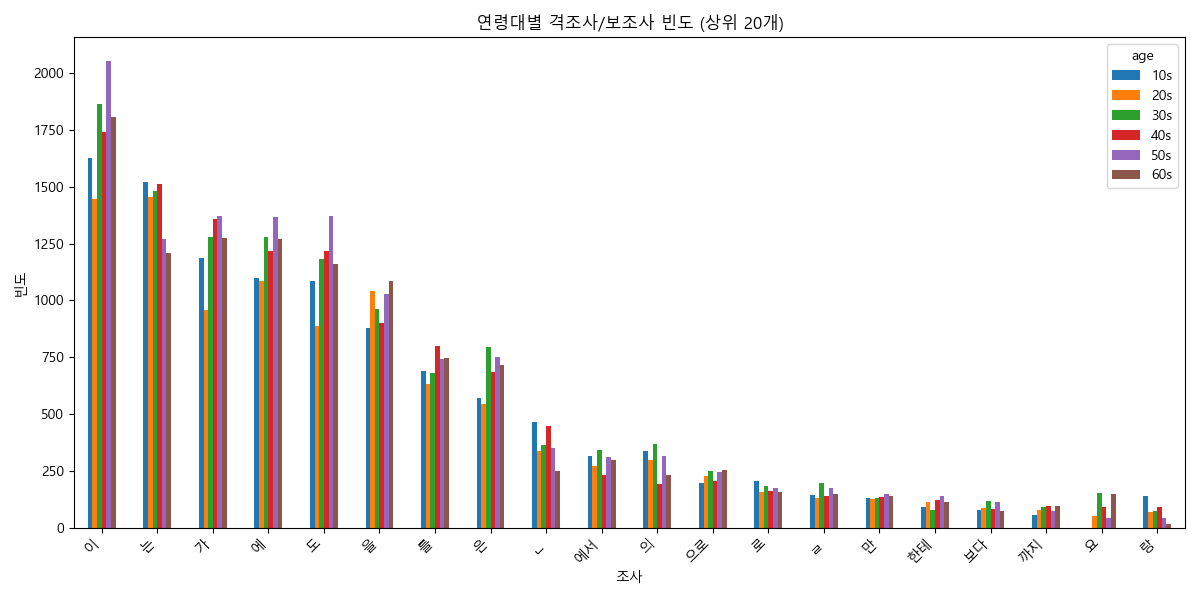 연령대별 격조사/보조사 빈도 (상위 20개)
age
10s
20s
30s
40s
50s
60s
2000
1750
1500
1250
1000
750
500
250
0
빈도
이
는
가
에
도
을
를
은
ㄴ
에서
의
으로
로
ㄹ
만
한테
보다
까지
요
랑
조사